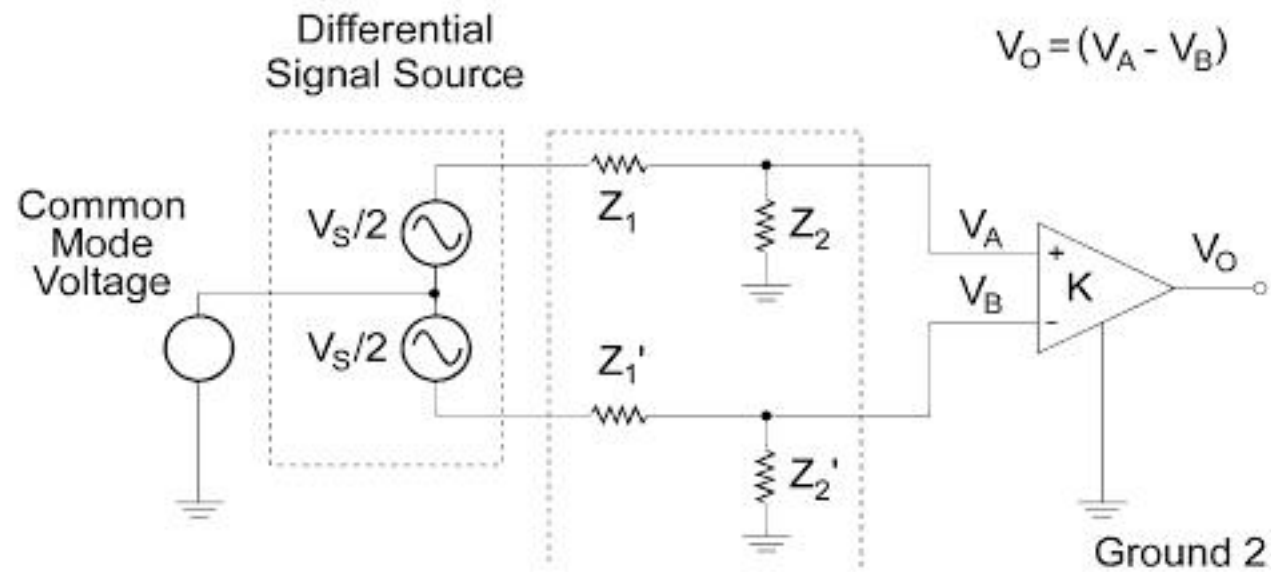 Differential
Signal Source
V_O = (V_A - V_B)
Common
Mode
Voltage
V_S/2
V_S/2
Z_1
Z_2
Z_1'
Z_2'
V_A
V_B
+
-
K
V_O
Ground 2